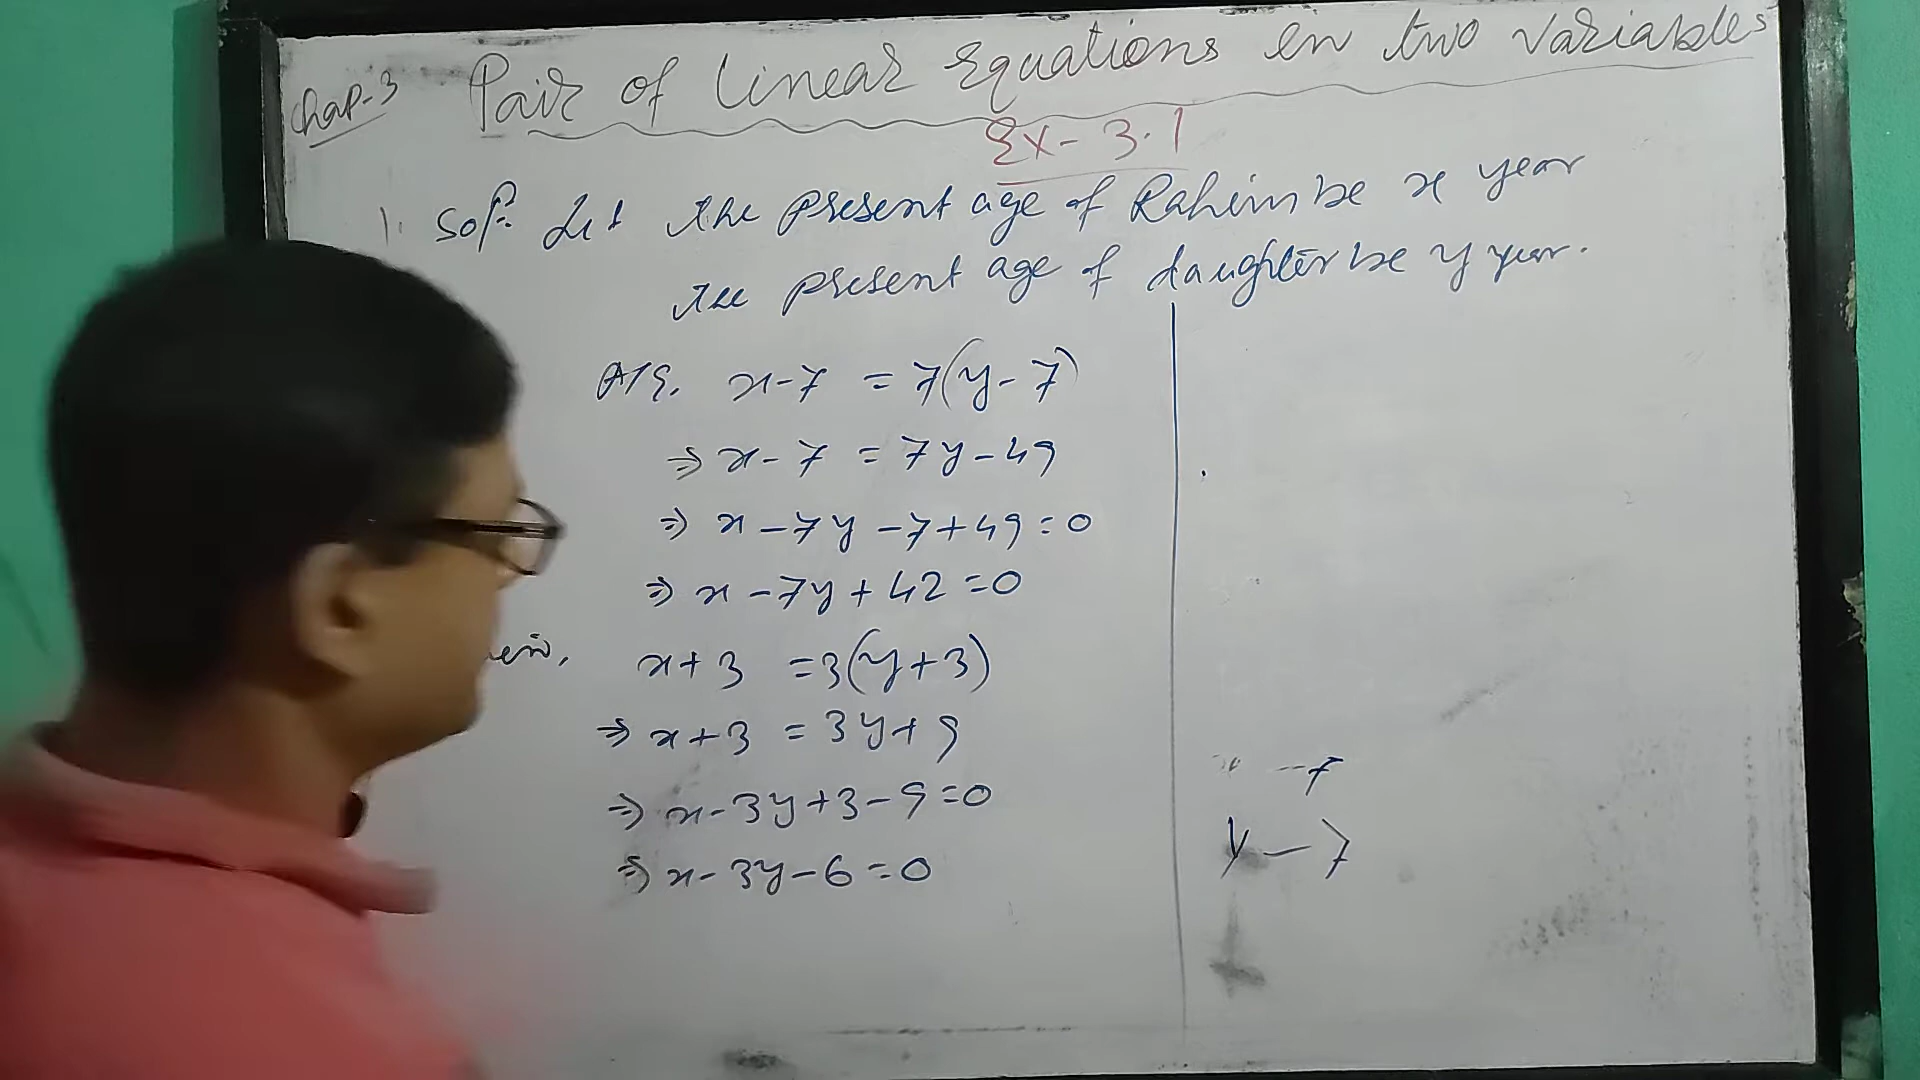 Chap-3 Pair of Linear Equations in two variables
Ex-3.1
1. Sol: Let the present age of Rahim be x year
the present age of daughter be y year.
A/Q, x-7 = 7(y-7)
⇒ x-7 = 7y-49
⇒ x-7y-7+49=0
⇒ x-7y+42=0
x+3 =3(y+3)
⇒ x+3 = 3y+9
⇒ x-3y+3-9=0
⇒ x-3y-6=0
y-7